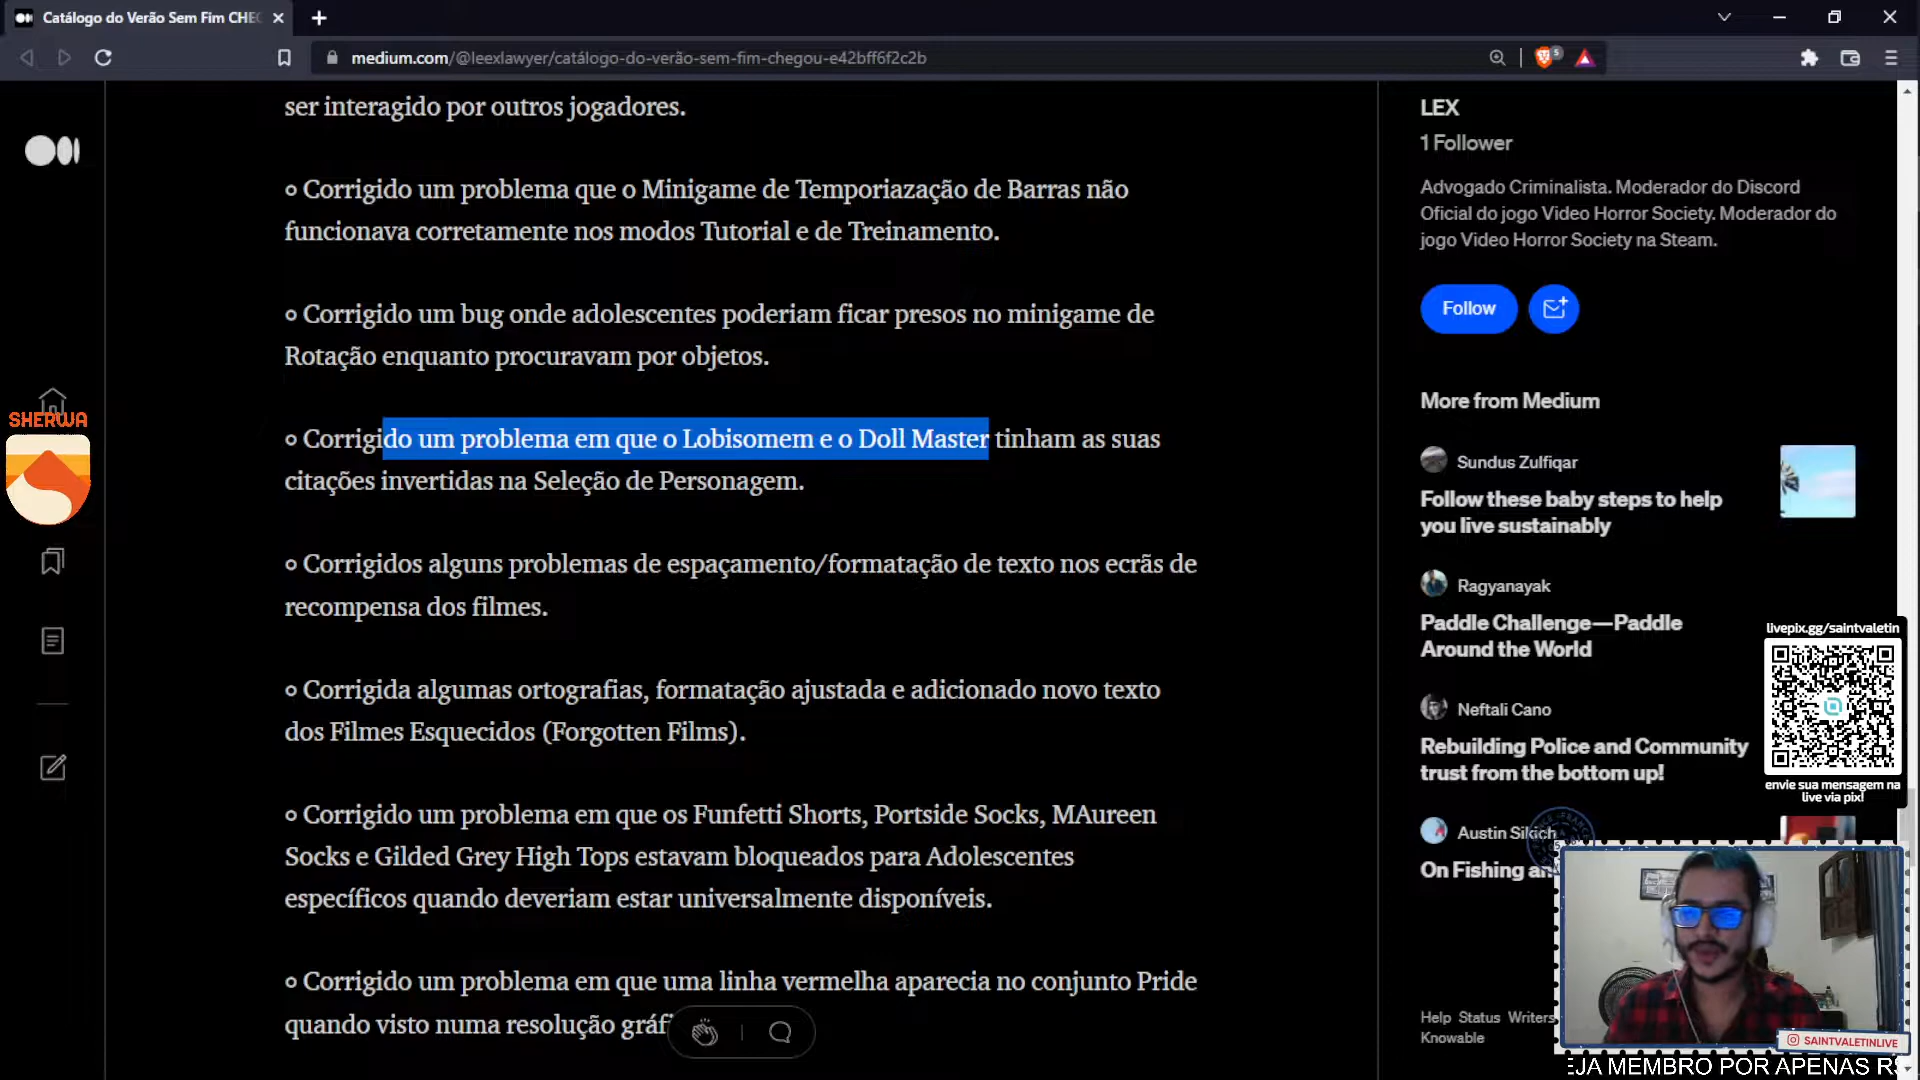 Catálogo do Verão Sem Fim CHE
medium.com/@leexlawyer/catálogo-do-verão-sem-fim-chegou-e42bff6f2c2b
5
ser interagido por outros jogadores.
o Corrigido um problema que o Minigame de Temporiazação de Barras não
funcionava corretamente nos modos Tutorial e de Treinamento.
o Corrigido um bug onde adolescentes poderiam ficar presos no minigame de
Rotação enquanto procuravam por objetos.
o Corrigido um problema em que o Lobisomem e o Doll Master tinham as suas
citações invertidas na Seleção de Personagem.
o Corrigidos alguns problemas de espaçamento/formatação de texto nos ecrãs de
recompensa dos filmes.
o Corrigida algumas ortografias, formatação ajustada e adicionado novo texto
dos Filmes Esquecidos (Forgotten Films).
o Corrigido um problema em que os Funfetti Shorts, Portside Socks, MAureen
Socks e Gilded Grey High Tops estavam bloqueados para Adolescentes
específicos quando deveriam estar universalmente disponíveis.
o Corrigido um problema em que uma linha vermelha aparecia no conjunto Pride
quando visto numa resolução gráfi
SHERWA
LEX
1 Follower
Advogado Criminalista. Moderador do Discord
Oficial do jogo Video Horror Society. Moderador do
jogo Video Horror Society na Steam.
Follow
More from Medium
Sundus Zulfiqar
Follow these baby steps to help
you live sustainably
Ragyanayak
Paddle Challenge—Paddle
Around the World
Neftali Cano
Rebuilding Police and Community
trust from the bottom up!
Austin Sikich
On Fishing an
Help Status Writers
Knowable
livepix.gg/saintvaletin
envie sua mensagem na
live via pix!
SAINTVALETINLIVE
EJA MEMBRO POR APENAS R$